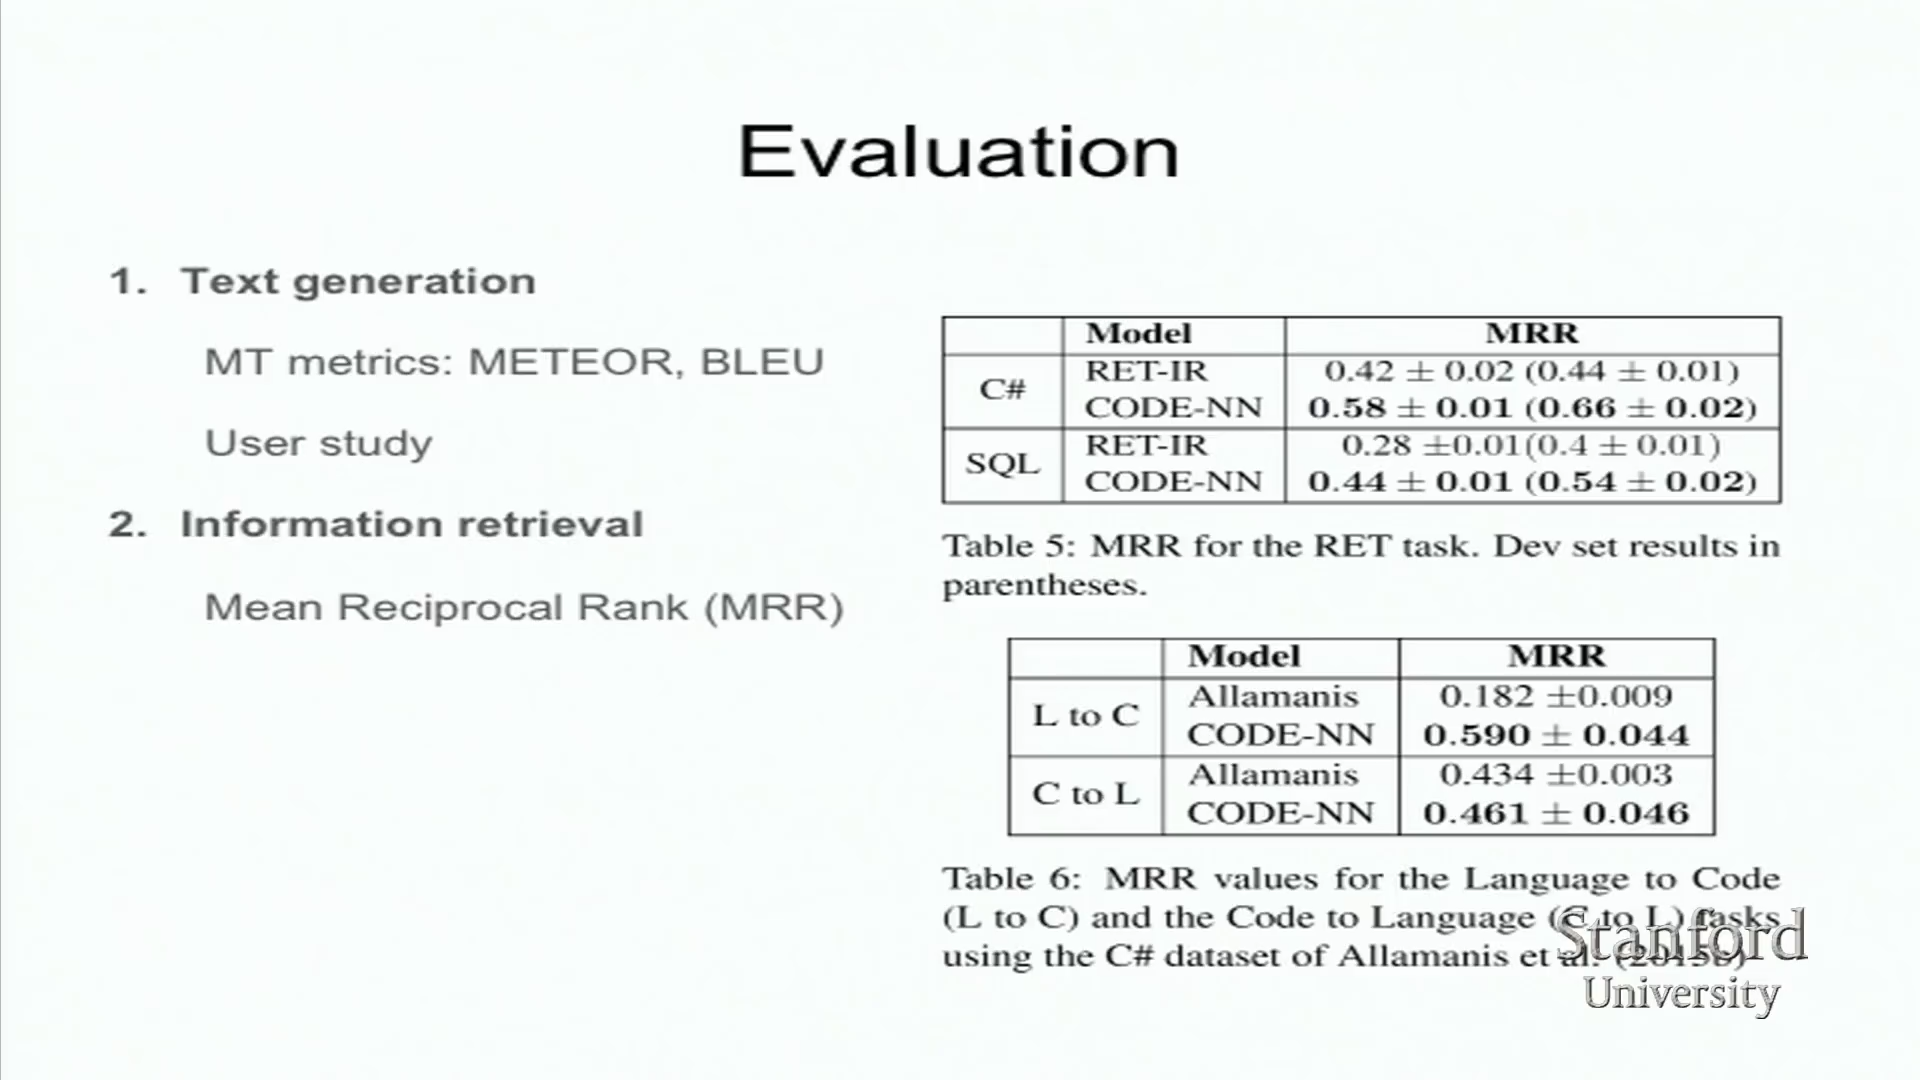 Evaluation
1. Text generation
MT metrics: METEOR, BLEU
User study
2. Information retrieval
Mean Reciprocal Rank (MRR)
Model MRR
C# RET-IR 0.42 ± 0.02 (0.44 ± 0.01)
CODE-NN 0.58 ± 0.01 (0.66 ± 0.02)
SQL RET-IR 0.28 ±0.01(0.4 ± 0.01)
CODE-NN 0.44 ± 0.01 (0.54 ± 0.02)
Table 5: MRR for the RET task. Dev set results in
parentheses.
Model MRR
L to C Allamanis 0.182 ±0.009
CODE-NN 0.590 ± 0.044
C to L Allamanis 0.434 ±0.003
CODE-NN 0.461 ± 0.046
Table 6: MRR values for the Language to Code
(L to C) and the Code to Language (C to L) tasks
using the C# dataset of Allamanis et al. (2015b)
Stanford
University